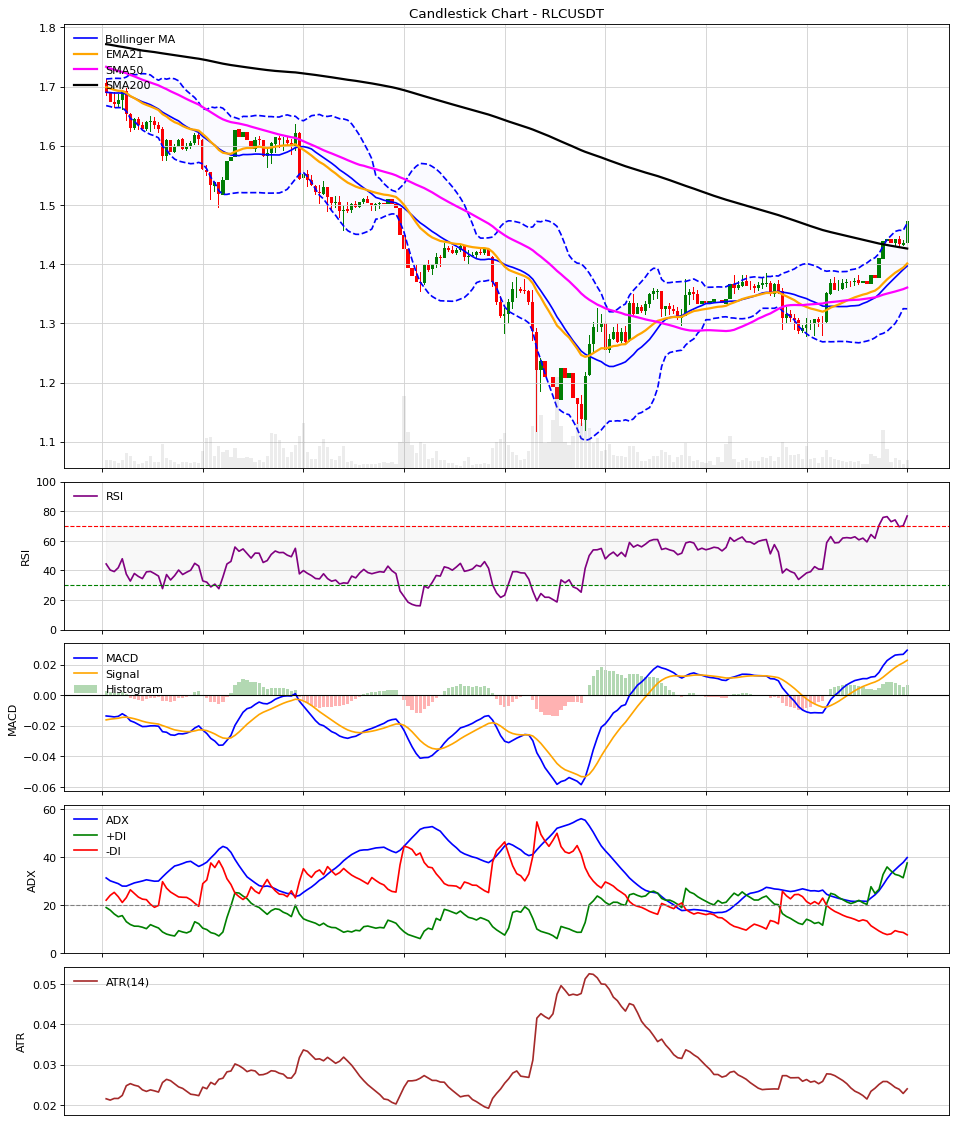 Candlestick Chart - RLCUSDT
1.8
1.7
1.6
1.5
1.4
1.3
1.2
1.1
Bollinger MA
EMA21
SMA50
SMA200
100
80
60
40
20
0
RSI
RSI
0.02
0.00
−0.02
−0.04
−0.06
MACD
MACD
Signal
Histogram
60
40
20
0
ADX
ADX
+DI
-DI
0.05
0.04
0.03
0.02
ATR
ATR(14)